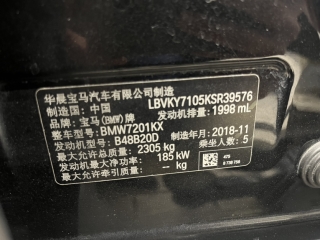 华晨宝马汽车有限公司制造
制造国：中国 LBVKY7105KSR39576
品牌：宝马(BMW)牌 发动机排量：1998 mL
整车型号：BMW7201KX
发动机型号：B48B20D 制造年月：2018-11
最大允许总质量：2305 kg 乘坐人数：5
发动机最大净功率：185 kW
最大允许牵引质量：— kg